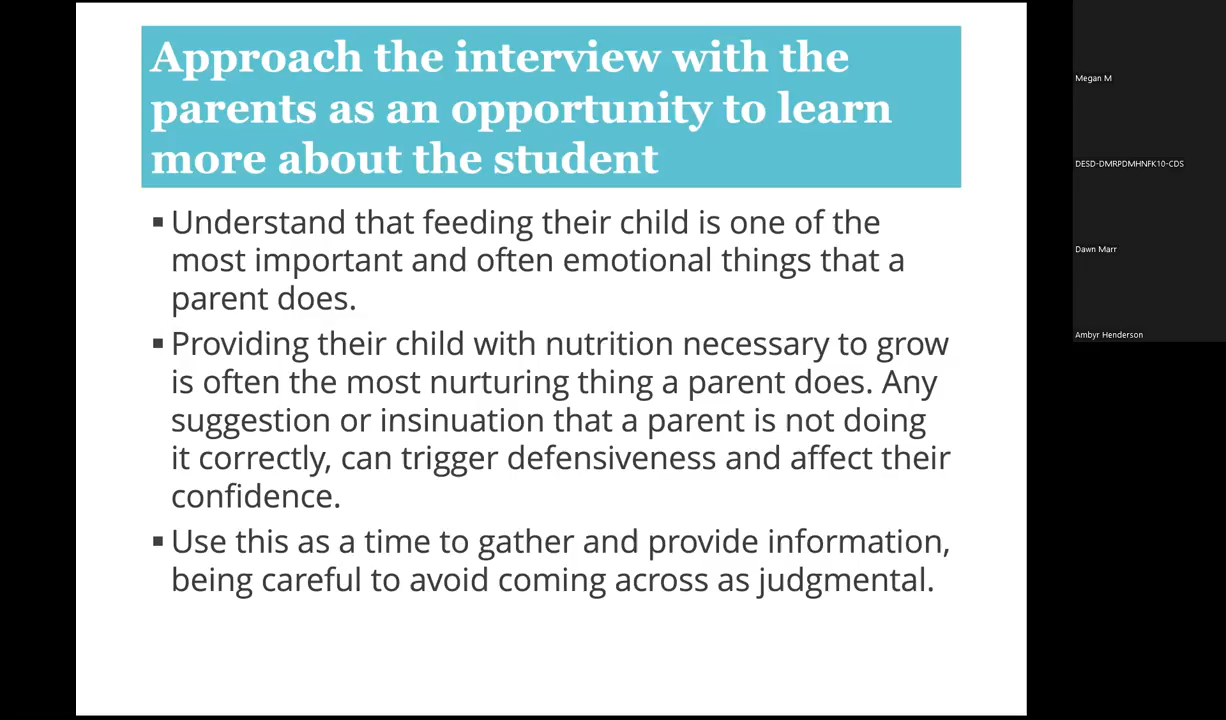 Approach the interview with the
parents as an opportunity to learn
more about the student
▪ Understand that feeding their child is one of the
most important and often emotional things that a
parent does.
▪ Providing their child with nutrition necessary to grow
is often the most nurturing thing a parent does. Any
suggestion or insinuation that a parent is not doing
it correctly, can trigger defensiveness and affect their
confidence.
▪ Use this as a time to gather and provide information,
being careful to avoid coming across as judgmental.
Megan M
DESD-DMRPDMHNFK10-CDS
Dawn Marr
Ambyr Henderson